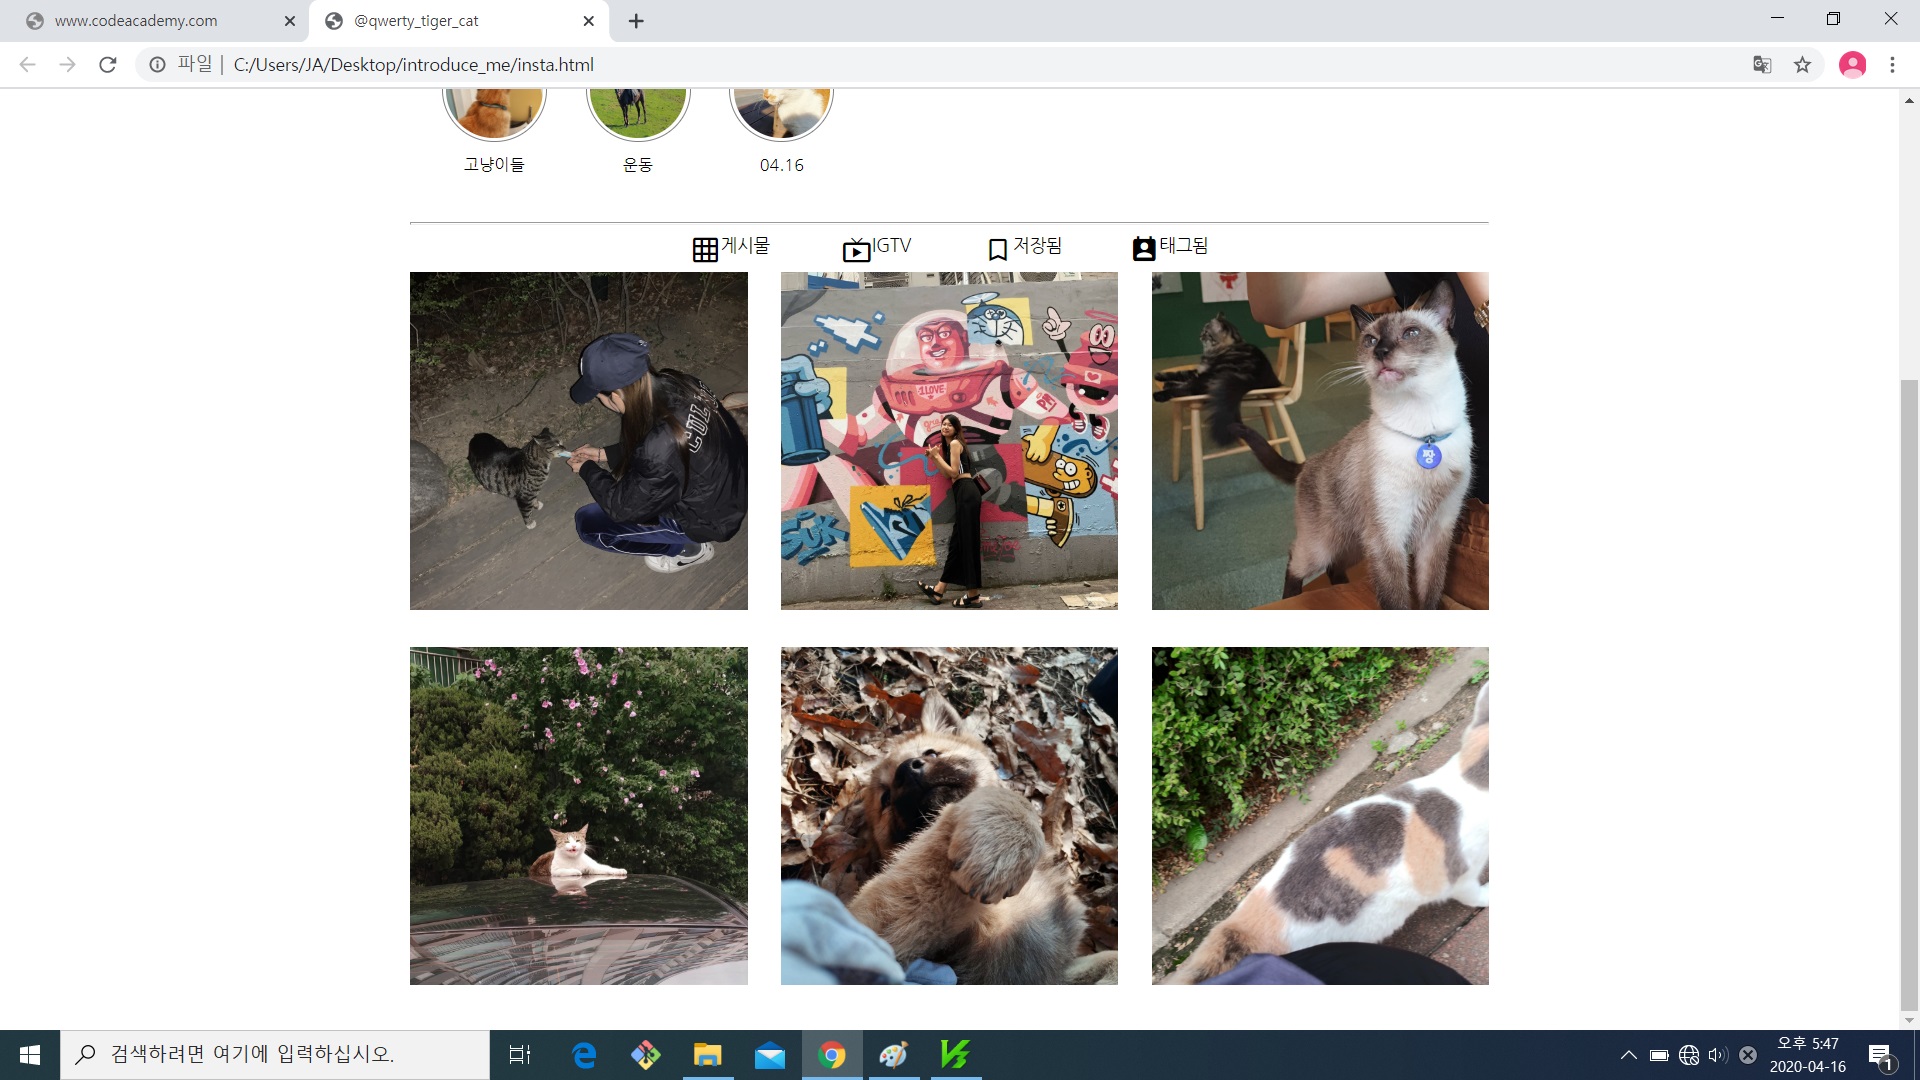 www.codeacademy.com
@qwerty_tiger_cat
파일 | C:/Users/JA/Desktop/introduce_me/insta.html
고냥이들 운동 04.16
게시물 IGTV 저장됨 태그됨
1LOVE
검색하려면 여기에 입력하십시오.
오후 5:47
2020-04-16
1